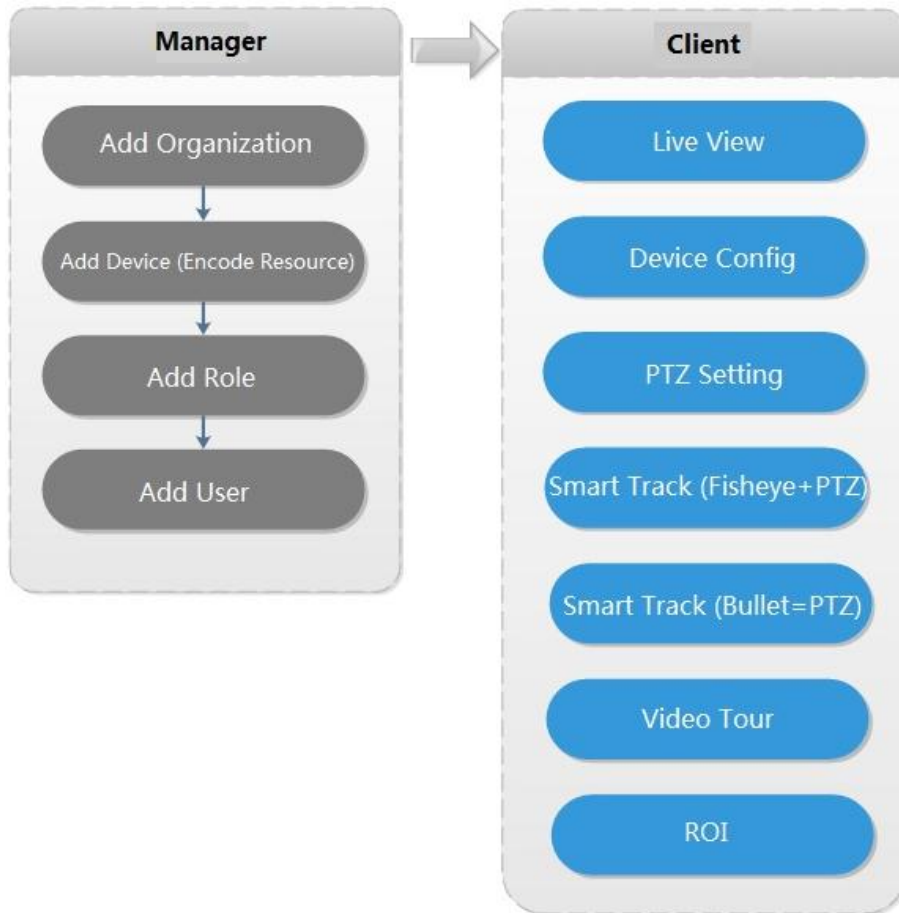 Manager
Add Organization
Add Device (Encode Resource)
Add Role
Add User
Client
Live View
Device Config
PTZ Setting
Smart Track (Fisheye+PTZ)
Smart Track (Bullet=PTZ)
Video Tour
ROI